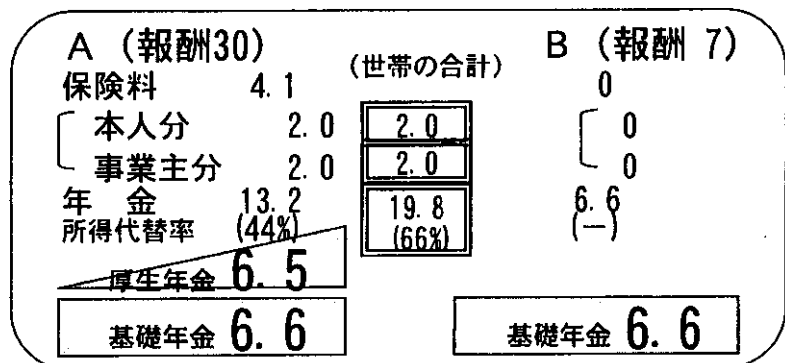 A (報酬30) (世帯の合計) B (報酬 7)
保険料 4.1 0
本人分 2.0 2.0 0
事業主分 2.0 2.0 0
年 金 13.2 19.8 6.6
所得代替率 (44%) (66%) (—)
厚生年金 6.5
基礎年金 6.6 基礎年金 6.6